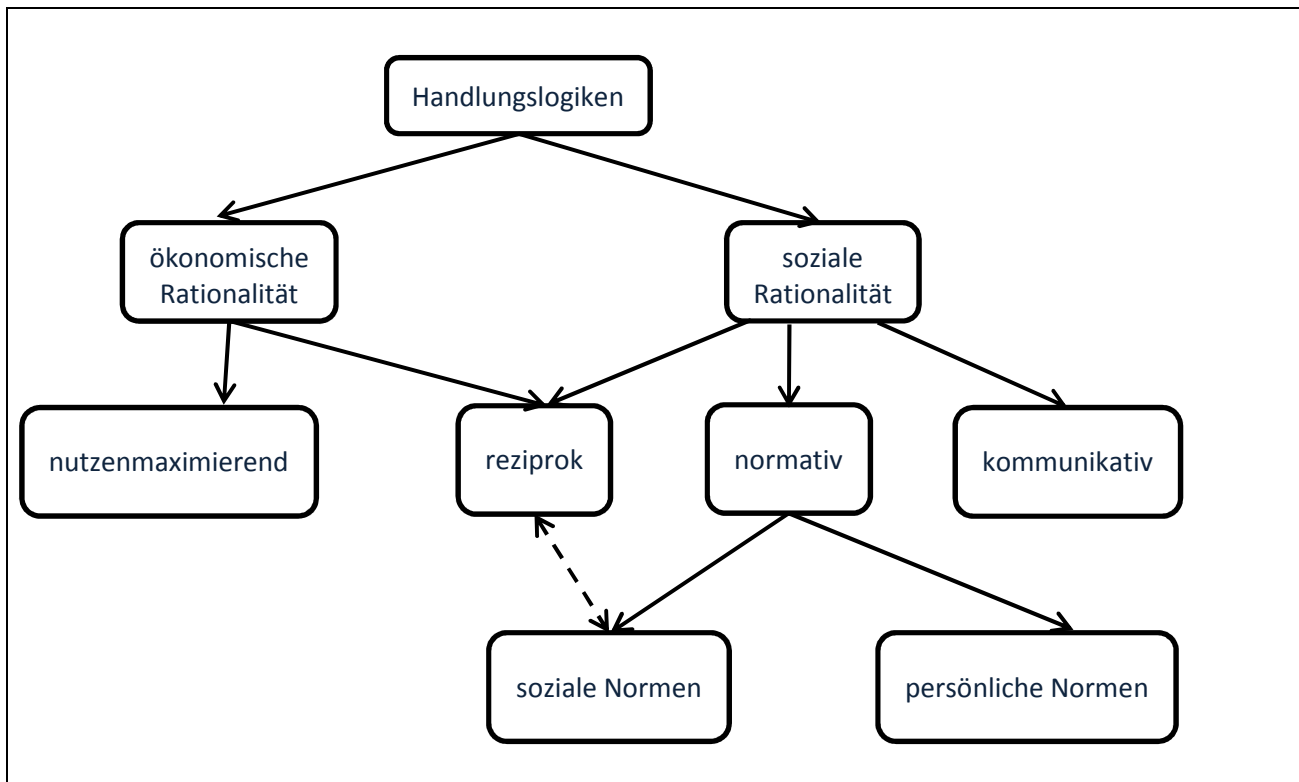 Handlungslogiken
ökonomische
Rationalität
soziale
Rationalität
nutzenmaximierend
reziprok
normativ
kommunikativ
soziale Normen
persönliche Normen